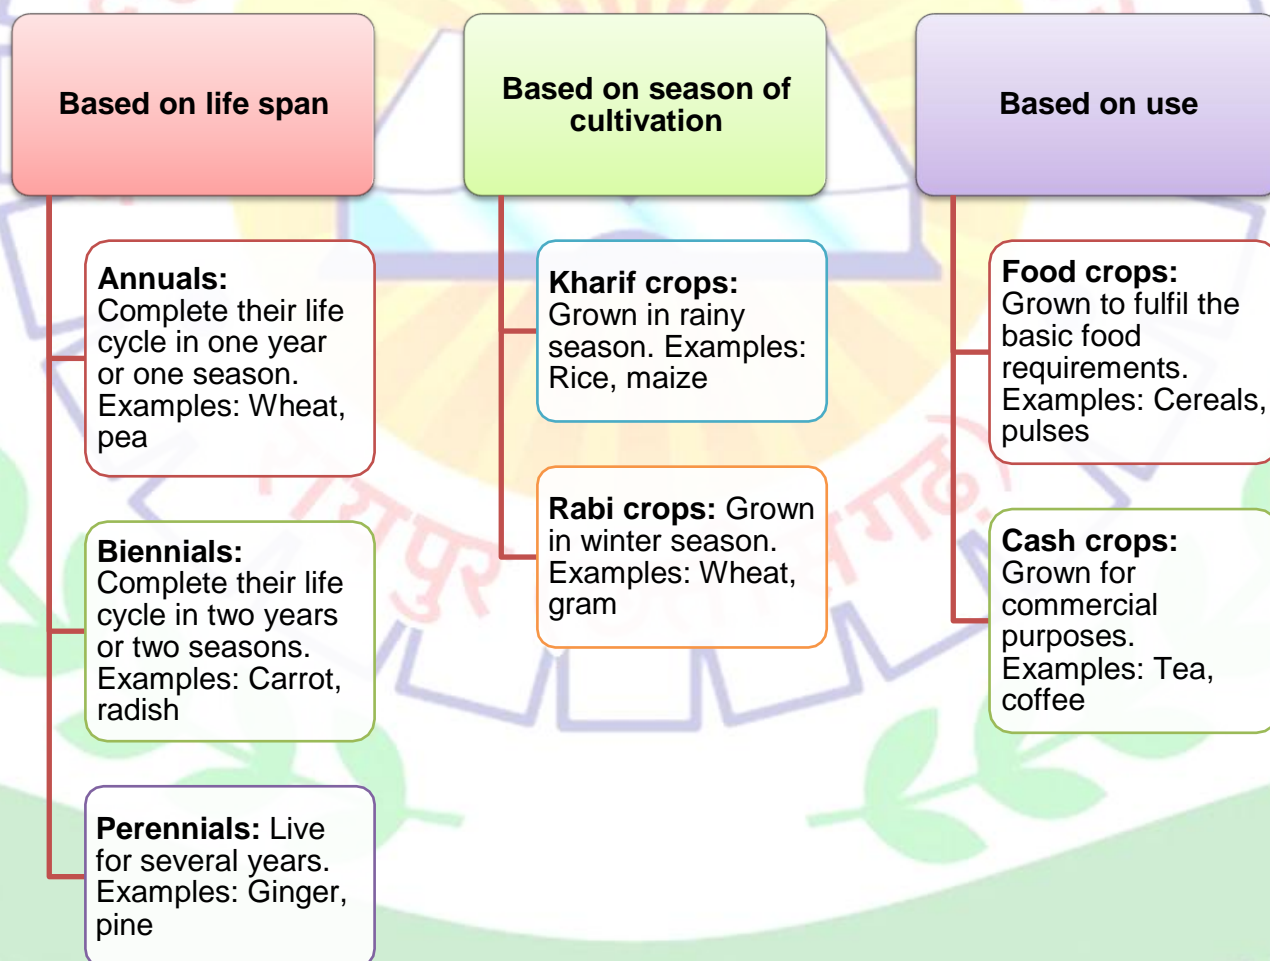 Based on life span
Annuals:
Complete their life
cycle in one year
or one season.
Examples: Wheat,
pea
Biennials:
Complete their life
cycle in two years
or two seasons.
Examples: Carrot,
radish
Perennials: Live
for several years.
Examples: Ginger,
pine
Based on season of
cultivation
Kharif crops:
Grown in rainy
season. Examples:
Rice, maize
Rabi crops: Grown
in winter season.
Examples: Wheat,
gram
Based on use
Food crops:
Grown to fulfil the
basic food
requirements.
Examples: Cereals,
pulses
Cash crops:
Grown for
commercial
purposes.
Examples: Tea,
coffee